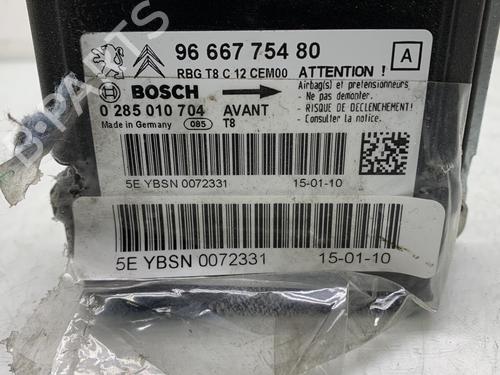 96 667 754 80
A
RBG T8 C 12 CEM00 ATTENTION !
BOSCH
Airbag(s) et pretensionneurs
- Ne pas demonter.
- RISQUE DE DECLENCHEMENT!
- Consulter la notice.
0 285 010 704 AVANT
Made in Germany 085 T8
5E YBSN 0072331 15-01-10
5E YBSN 0072331 15-01-10
B-PARTS